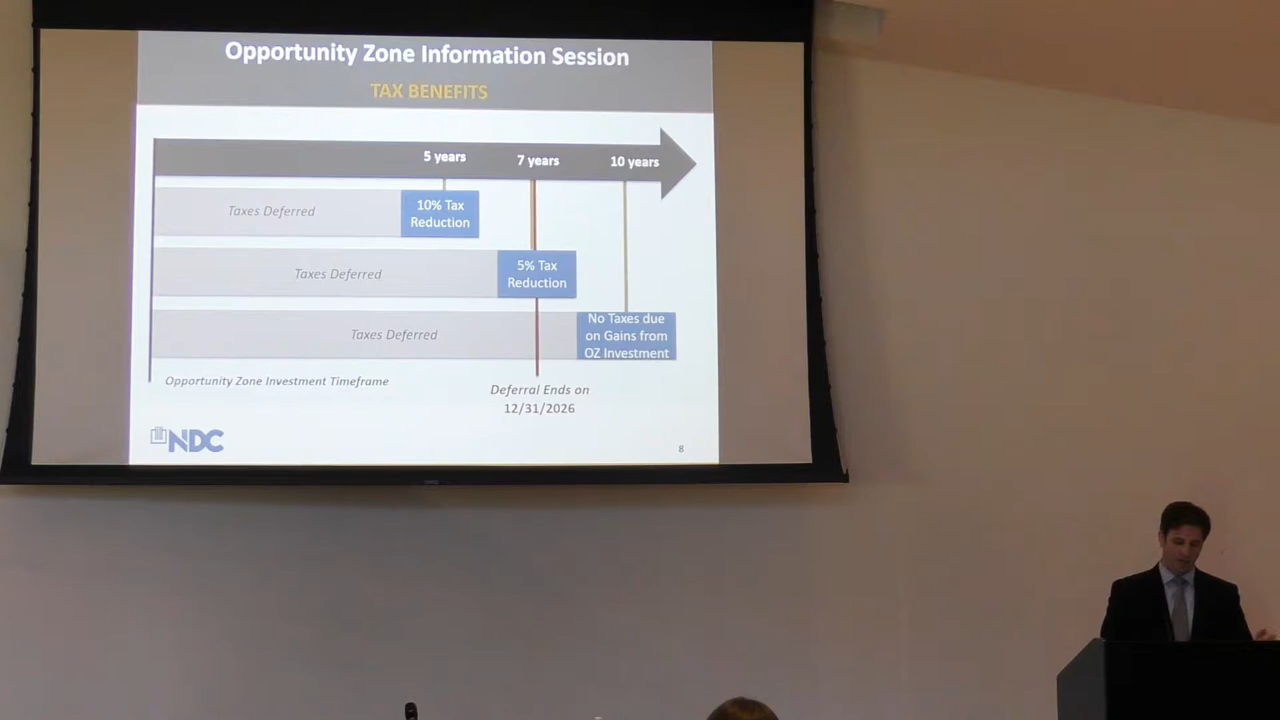 Opportunity Zone Information Session
TAX BENEFITS
5 years
7 years
10 years
Taxes Deferred
10% Tax
Reduction
Taxes Deferred
5% Tax
Reduction
Taxes Deferred
No Taxes due
on Gains from
OZ Investment
Opportunity Zone Investment Timeframe
Deferral Ends on
12/31/2026
NDC
8